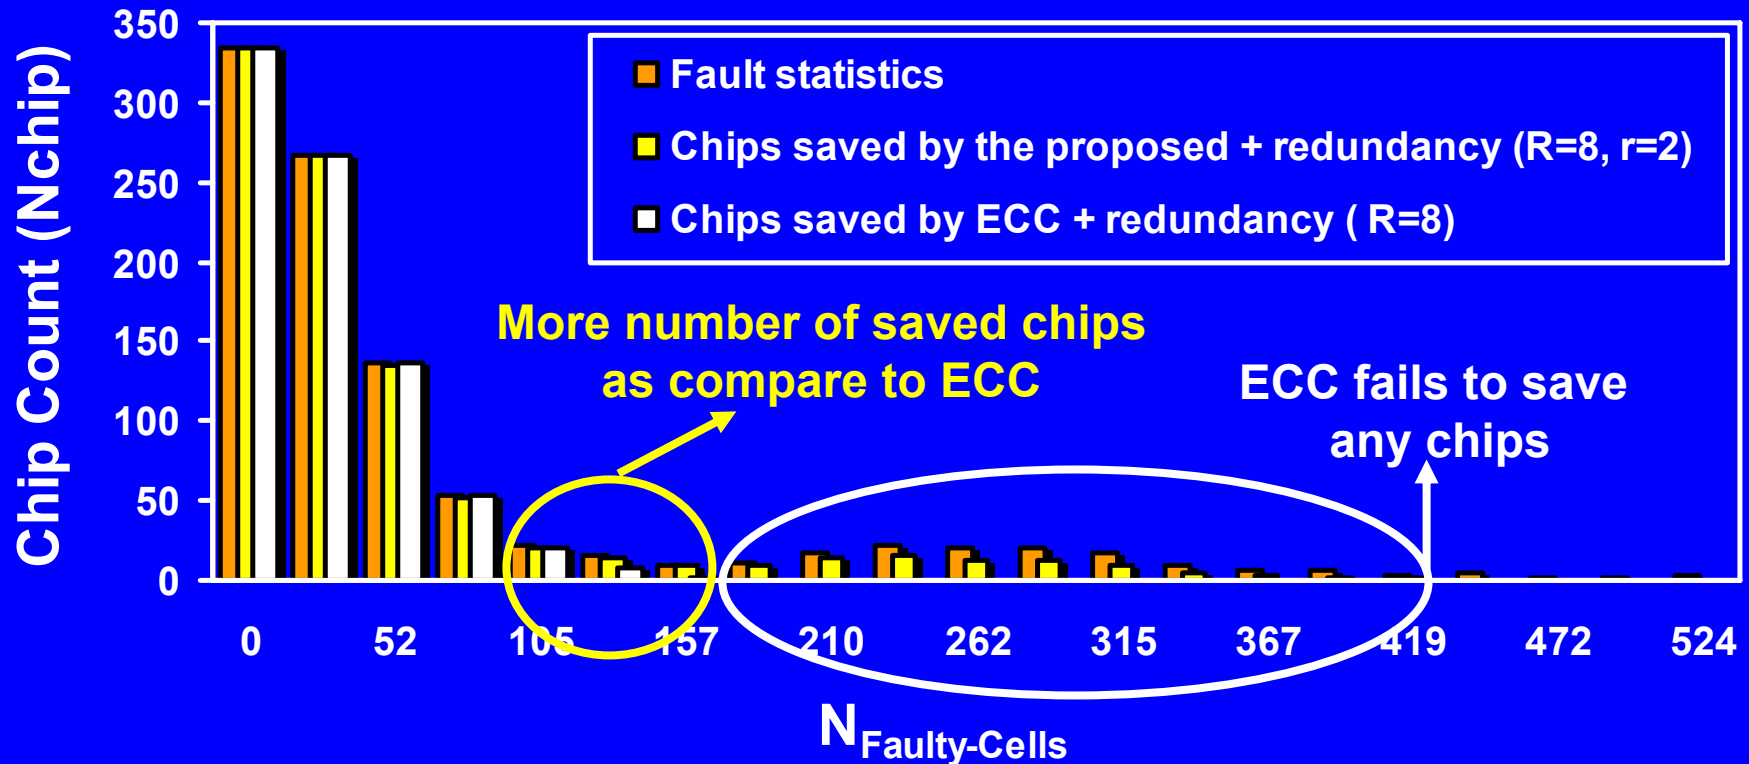 350
300
250
200
150
100
50
0
Chip Count (Nchip)
Fault statistics
Chips saved by the proposed + redundancy (R=8, r=2)
Chips saved by ECC + redundancy ( R=8)
More number of saved chips
as compare to ECC
ECC fails to save
any chips
0 52 105 157 210 262 315 367 419 472 524
NFaulty-Cells